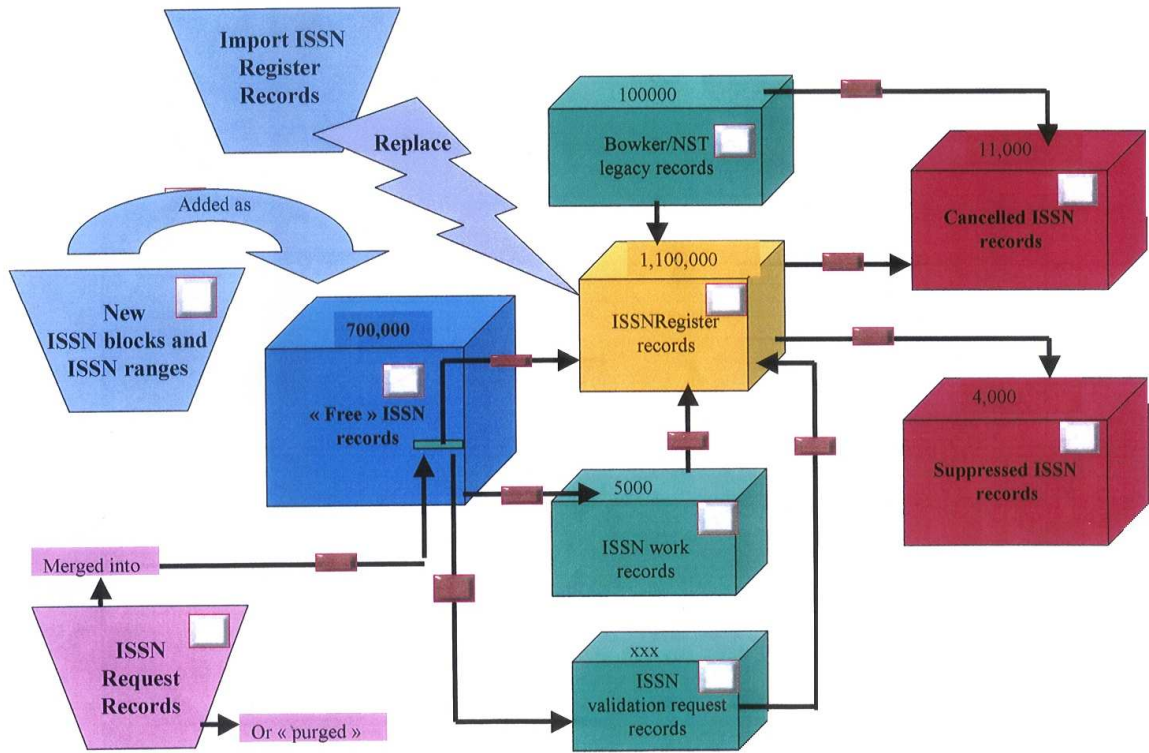 Import ISSN
Register
Records
Replace
Added as
New
ISSN blocks and
ISSN ranges
700,000
« Free » ISSN
records
100000
Bowker/NST
legacy records
11,000
Cancelled ISSN
records
1,100,000
ISSNRegister
records
4,000
Suppressed ISSN
records
5000
ISSN work
records
xxx
ISSN
validation request
records
Merged into
ISSN
Request
Records
Or « purged »